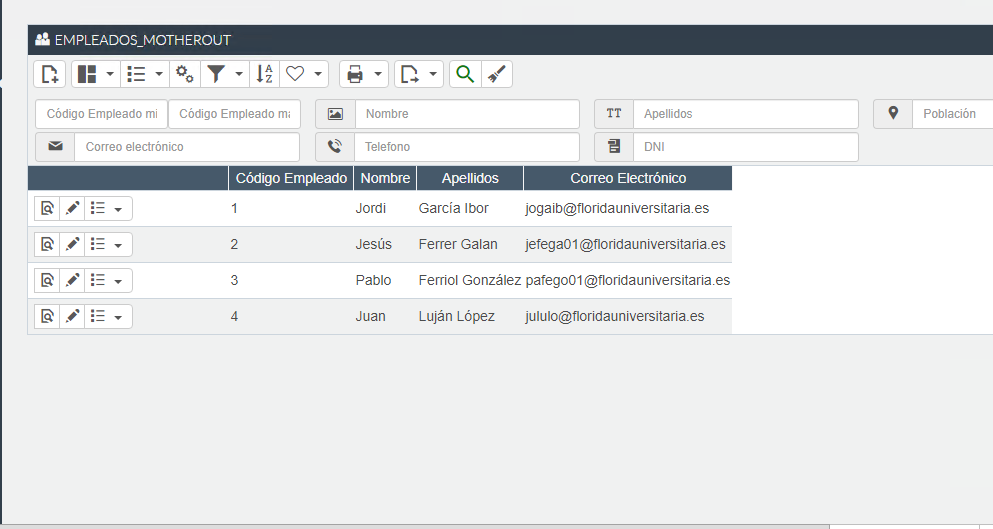 EMPLEADOS_MOTHEROUT
A Z
Código Empleado mi Código Empleado ma Nombre TT Apellidos Población
Correo electrónico Telefono DNI
Código Empleado Nombre Apellidos Correo Electrónico
1 Jordi García Ibor jogaib@floridauniversitaria.es
2 Jesús Ferrer Galan jefega01@floridauniversitaria.es
3 Pablo Ferriol González pafego01@floridauniversitaria.es
4 Juan Luján López jululo@floridauniversitaria.es